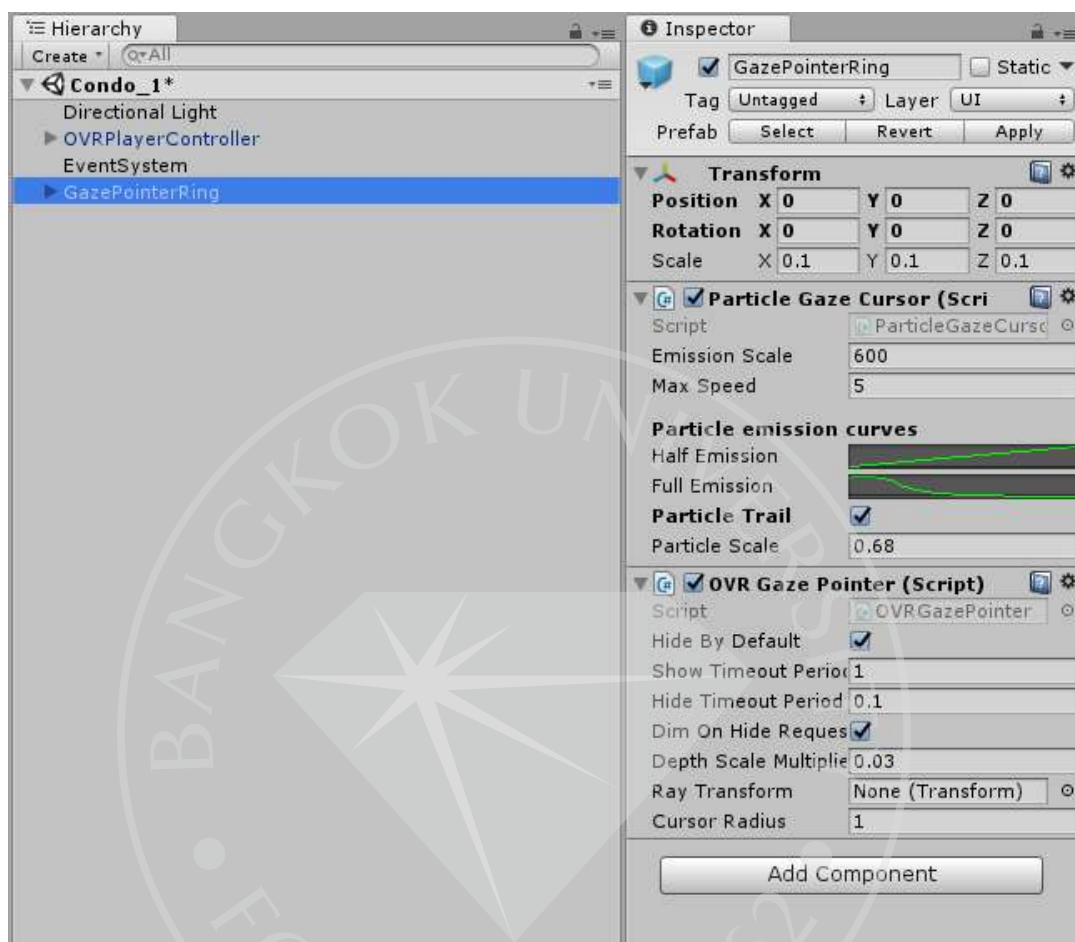 Hierarchy
Create All
Condo_1*
Directional Light
OVRPlayerController
EventSystem
GazePointerRing
Inspector
GazePointerRing Static
Tag Untagged Layer UI
Prefab Select Revert Apply
Transform
Position X 0 Y 0 Z 0
Rotation X 0 Y 0 Z 0
Scale X 0.1 Y 0.1 Z 0.1
Particle Gaze Cursor (Scri
Script ParticleGazeCurso
Emission Scale 600
Max Speed 5
Particle emission curves
Half Emission
Full Emission
Particle Trail
Particle Scale 0.68
OVR Gaze Pointer (Script)
Script OVRGazePointer
Hide By Default
Show Timeout Perioc 1
Hide Timeout Period 0.1
Dim On Hide Reques
Depth Scale Multiplie 0.03
Ray Transform None (Transform)
Cursor Radius 1
Add Component
BANGKOK UNIVERSITY